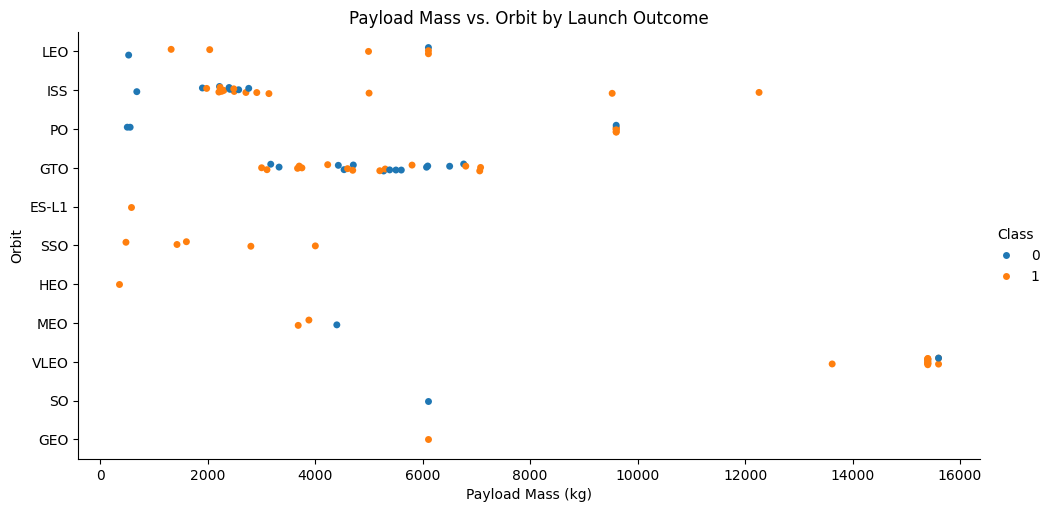 Payload Mass vs. Orbit by Launch Outcome
Orbit
LEO
ISS
PO
GTO
ES-L1
SSO
HEO
MEO
VLEO
SO
GEO
0 2000 4000 6000 8000 10000 12000 14000 16000
Payload Mass (kg)
Class
0
1